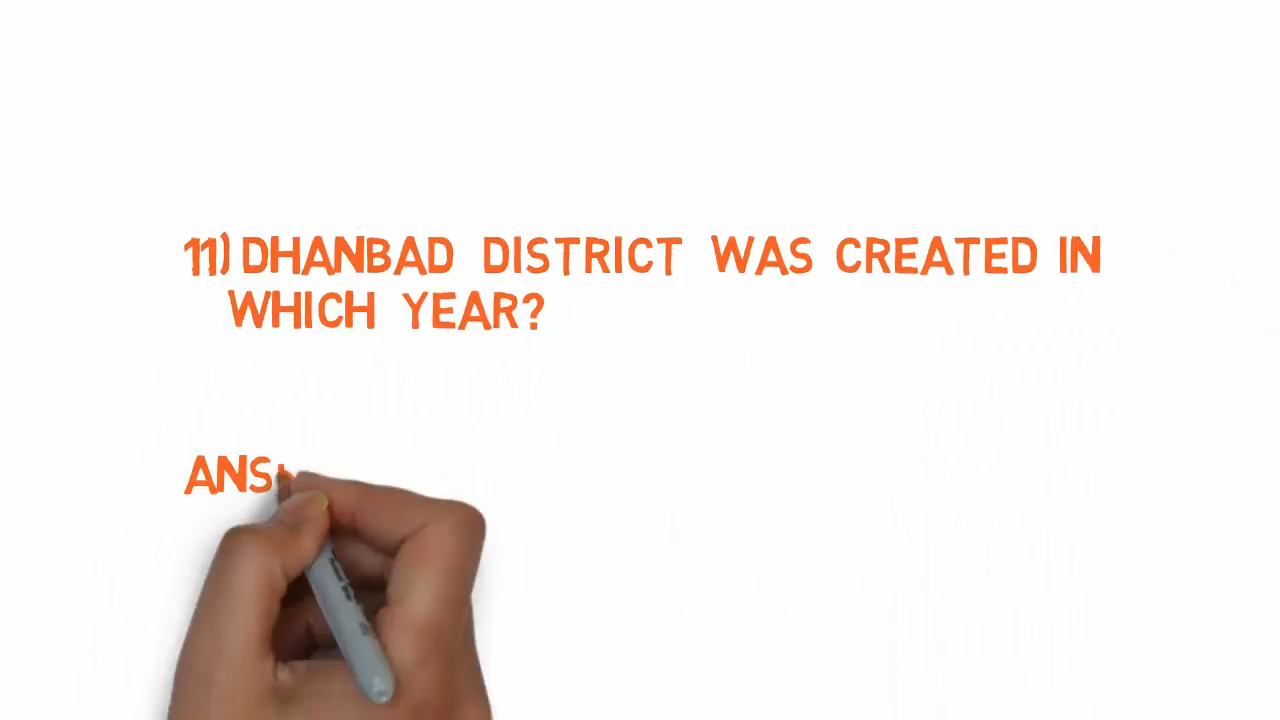 11) DHANBAD DISTRICT WAS CREATED IN
WHICH YEAR?
ANS: